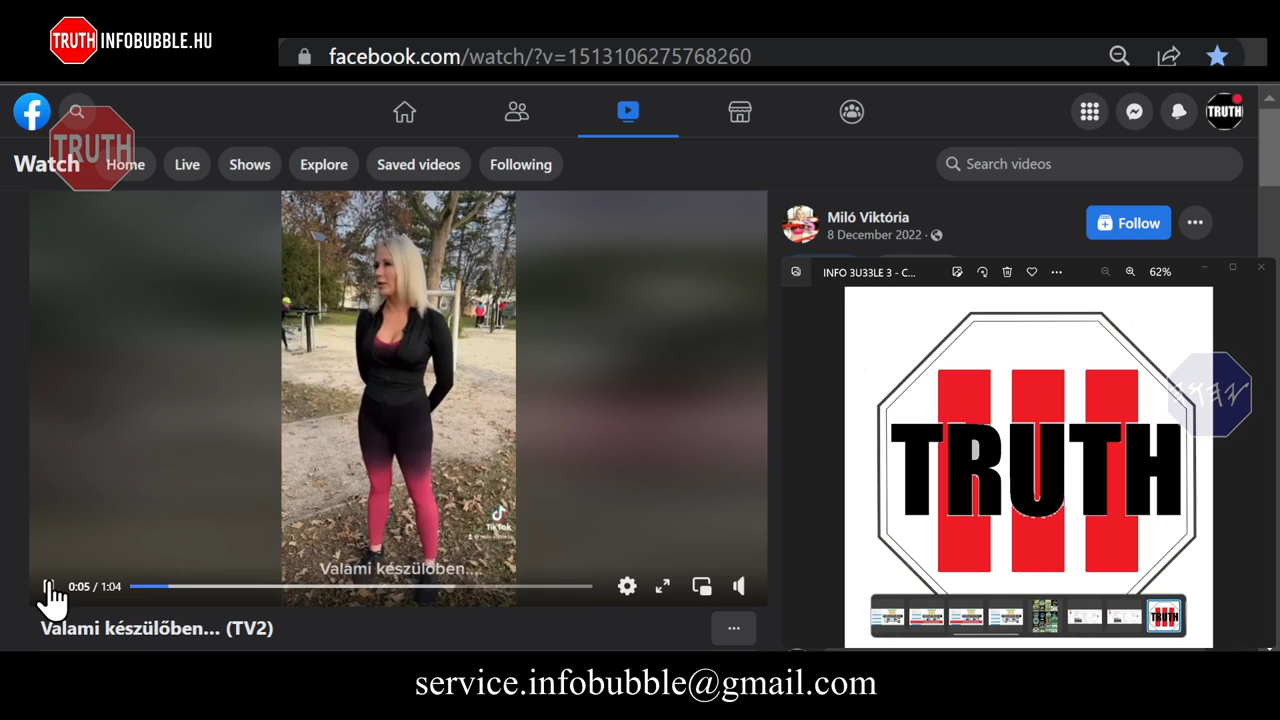 TRUTH INFOBUBBLE.HU
facebook.com/watch/?v=1513106275768260
TRUTH
TRUTH
Watch
Home
Live
Shows
Explore
Saved videos
Following
Search videos
Miló Viktória
8 December 2022
Follow
INFO 3U33LE 3 - C...
62%
TRUTH
TikTok
Valami készülőben....
0:05 / 1:04
Valami készülőben... (TV2)
TRUTH
service.infobubble@gmail.com